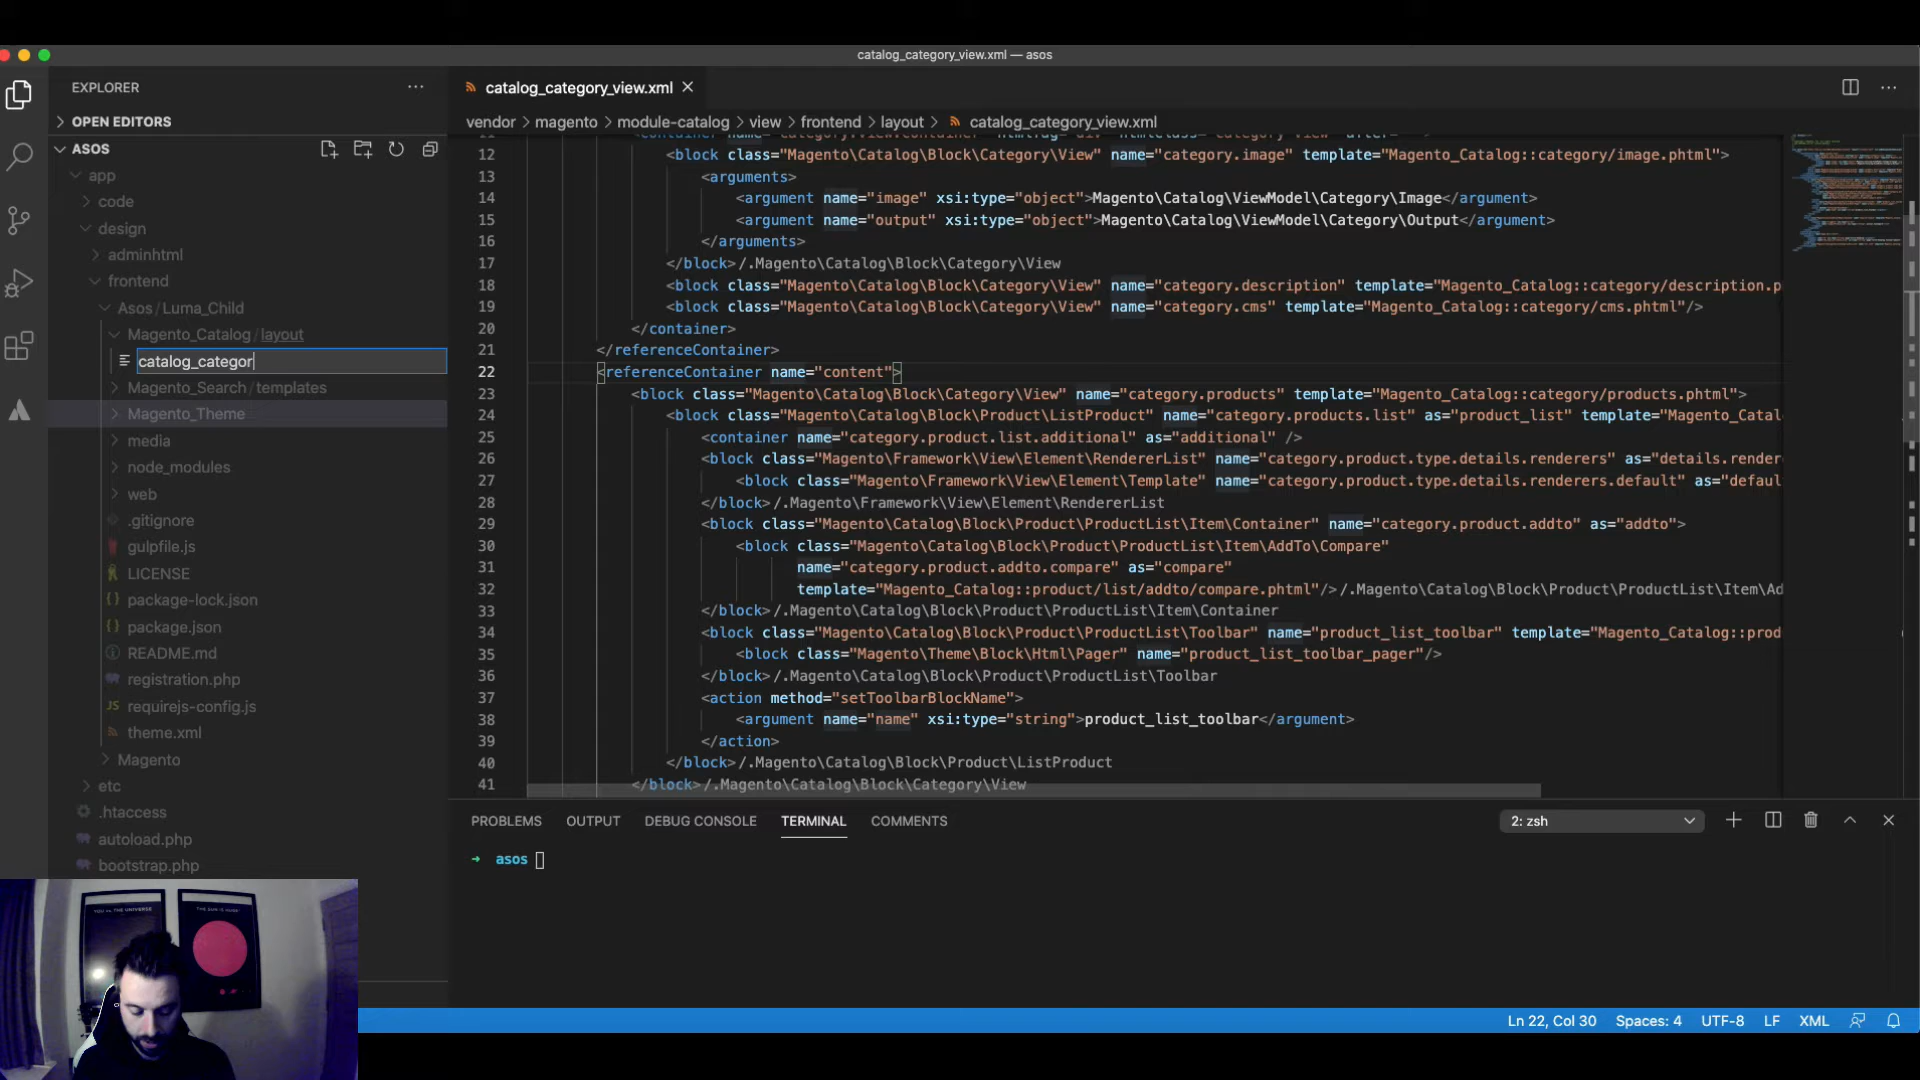 catalog_category_view.xml — asos
EXPLORER
OPEN EDITORS
ASOS
app
code
design
adminhtml
frontend
Asos / Luma_Child
Magento_Catalog / layout
catalog_categor
Magento_Search / templates
Magento_Theme
media
node_modules
web
.gitignore
gulpfile.js
LICENSE
package-lock.json
package.json
README.md
registration.php
requirejs-config.js
theme.xml
Magento
etc
.htaccess
autoload.php
bootstrap.php
catalog_category_view.xml
vendor > magento > module-catalog > view > frontend > layout > catalog_category_view.xml
12 <block class="Magento\Catalog\Block\Category\View" name="category.image" template="Magento_Catalog::category/image.phtml">
13 <arguments>
14 <argument name="image" xsi:type="object">Magento\Catalog\ViewModel\Category\Image</argument>
15 <argument name="output" xsi:type="object">Magento\Catalog\ViewModel\Category\Output</argument>
16 </arguments>
17 </block>/.Magento\Catalog\Block\Category\View
18 <block class="Magento\Catalog\Block\Category\View" name="category.description" template="Magento_Catalog::category/description.p
19 <block class="Magento\Catalog\Block\Category\View" name="category.cms" template="Magento_Catalog::category/cms.phtml"/>
20 </container>
21 </referenceContainer>
22 <referenceContainer name="content">
23 <block class="Magento\Catalog\Block\Category\View" name="category.products" template="Magento_Catalog::category/products.phtml">
24 <block class="Magento\Catalog\Block\Product\ListProduct" name="category.products.list" as="product_list" template="Magento_Catal
25 <container name="category.product.list.additional" as="additional" />
26 <block class="Magento\Framework\View\Element\RendererList" name="category.product.type.details.renderers" as="details.rendere
27 <block class="Magento\Framework\View\Element\Template" name="category.product.type.details.renderers.default" as="defaul
28 </block>/.Magento\Framework\View\Element\RendererList
29 <block class="Magento\Catalog\Block\Product\ProductList\Item\Container" name="category.product.addto" as="addto">
30 <block class="Magento\Catalog\Block\Product\ProductList\Item\AddTo\Compare"
31 name="category.product.addto.compare" as="compare"
32 template="Magento_Catalog::product/list/addto/compare.phtml"/>/.Magento\Catalog\Block\Product\ProductList\Item\Ad
33 </block>/.Magento\Catalog\Block\Product\ProductList\Item\Container
34 <block class="Magento\Catalog\Block\Product\ProductList\Toolbar" name="product_list_toolbar" template="Magento_Catalog::prod
35 <block class="Magento\Theme\Block\Html\Pager" name="product_list_toolbar_pager"/>
36 </block>/.Magento\Catalog\Block\Product\ProductList\Toolbar
37 <action method="setToolbarBlockName">
38 <argument name="name" xsi:type="string">product_list_toolbar</argument>
39 </action>
40 </block>/.Magento\Catalog\Block\Product\ListProduct
41 </block>/.Magento\Catalog\Block\Category\View
PROBLEMS OUTPUT DEBUG CONSOLE TERMINAL COMMENTS 2: zsh
→ asos
YOU vs THE UNIVERSE
Ln 22, Col 30 Spaces: 4 UTF-8 LF XML